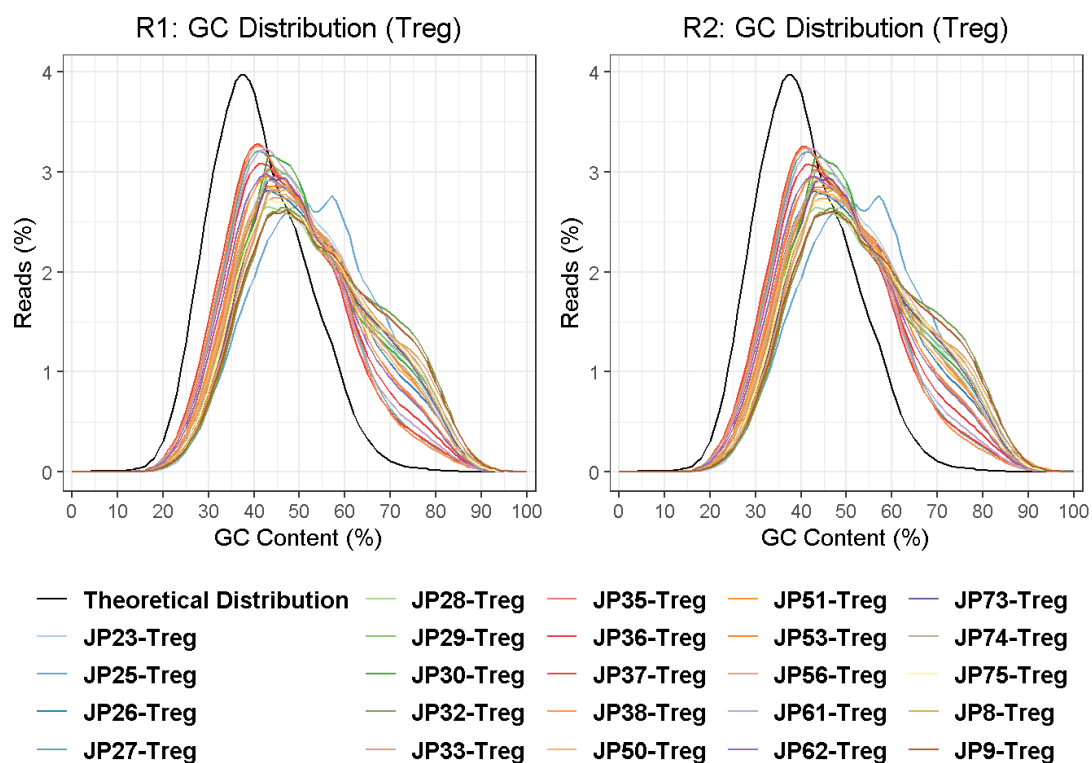 R1: GC Distribution (Treg)
R2: GC Distribution (Treg)
Reads (%)
4
3
2
1
0
0 10 20 30 40 50 60 70 80 90 100
GC Content (%)
Reads (%)
4
3
2
1
0
0 10 20 30 40 50 60 70 80 90 100
GC Content (%)
Theoretical Distribution JP28-Treg JP35-Treg JP51-Treg JP73-Treg
JP23-Treg JP29-Treg JP36-Treg JP53-Treg JP74-Treg
JP25-Treg JP30-Treg JP37-Treg JP56-Treg JP75-Treg
JP26-Treg JP32-Treg JP38-Treg JP61-Treg JP8-Treg
JP27-Treg JP33-Treg JP50-Treg JP62-Treg JP9-Treg